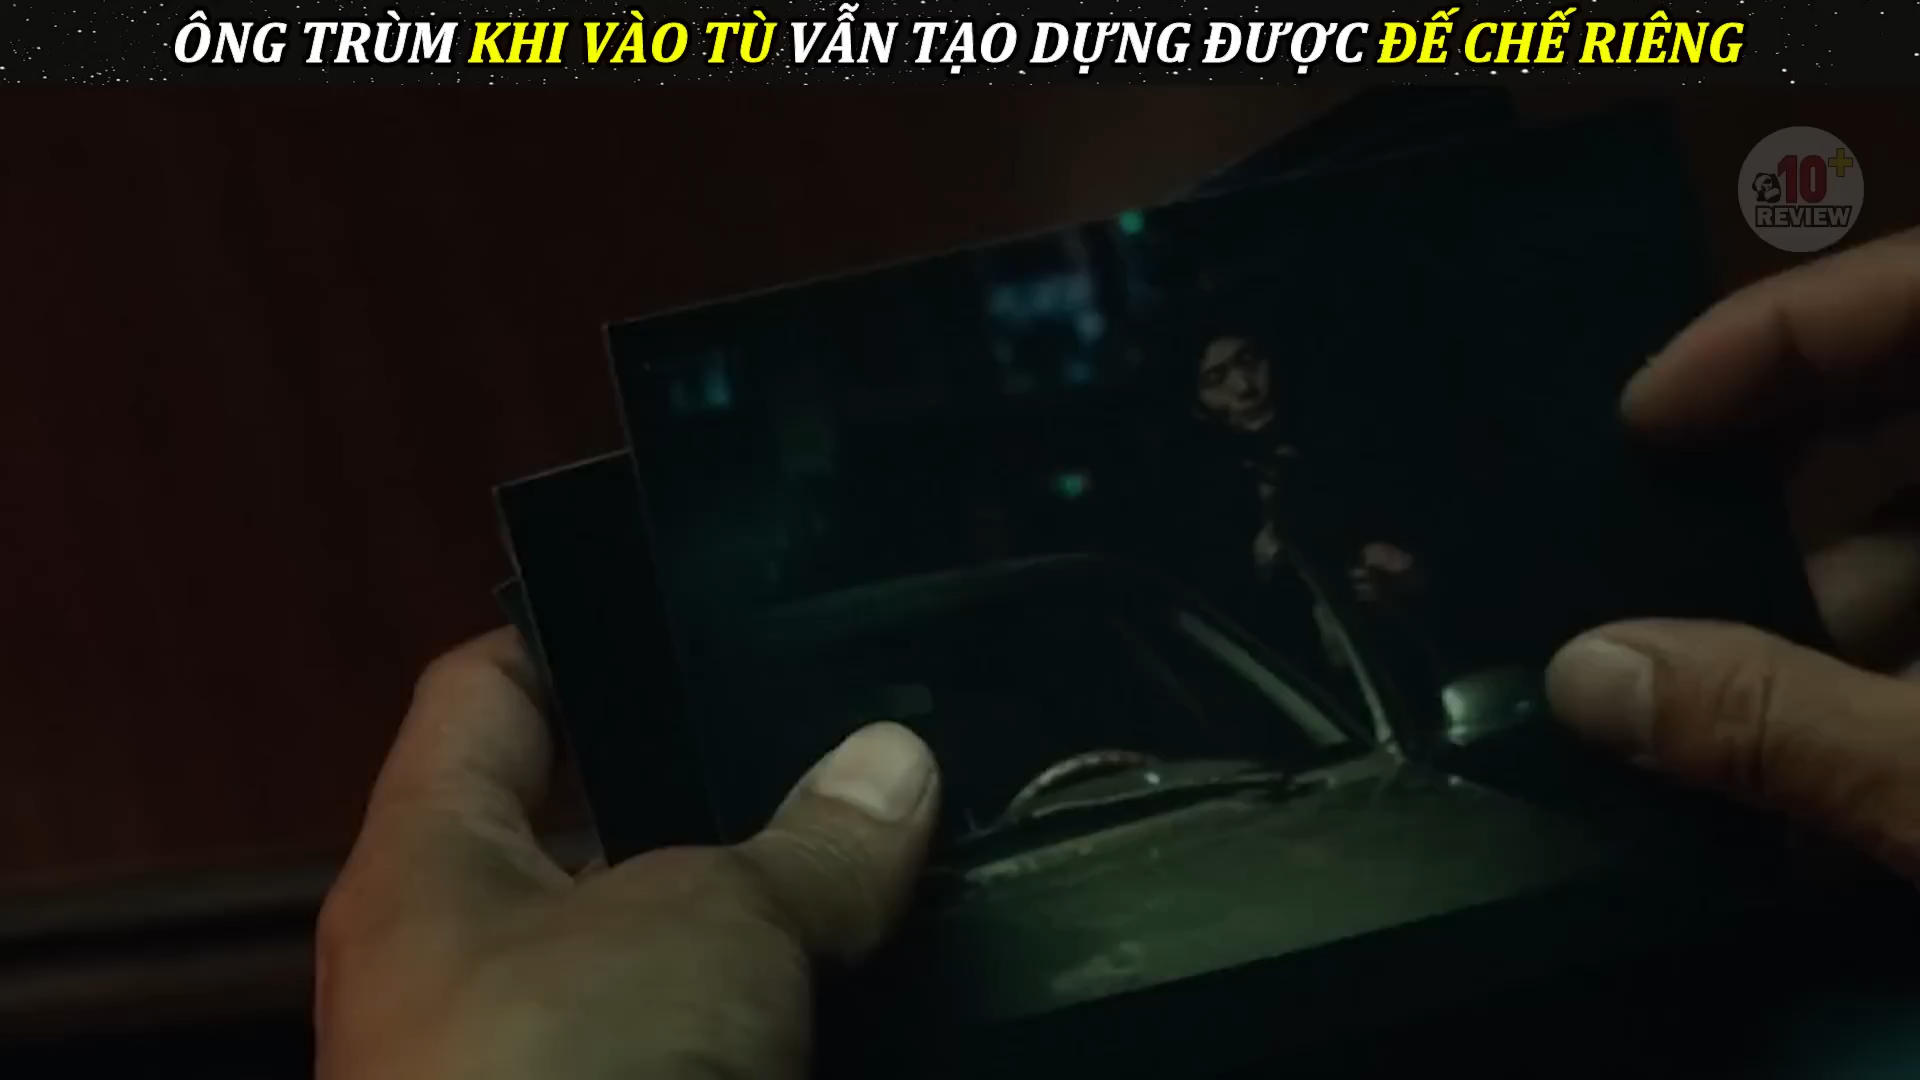 ÔNG TRÙM KHI VÀO TÙ VẪN TẠO DỰNG ĐƯỢC ĐẾ CHẾ RIÊNG
10+
REVIEW